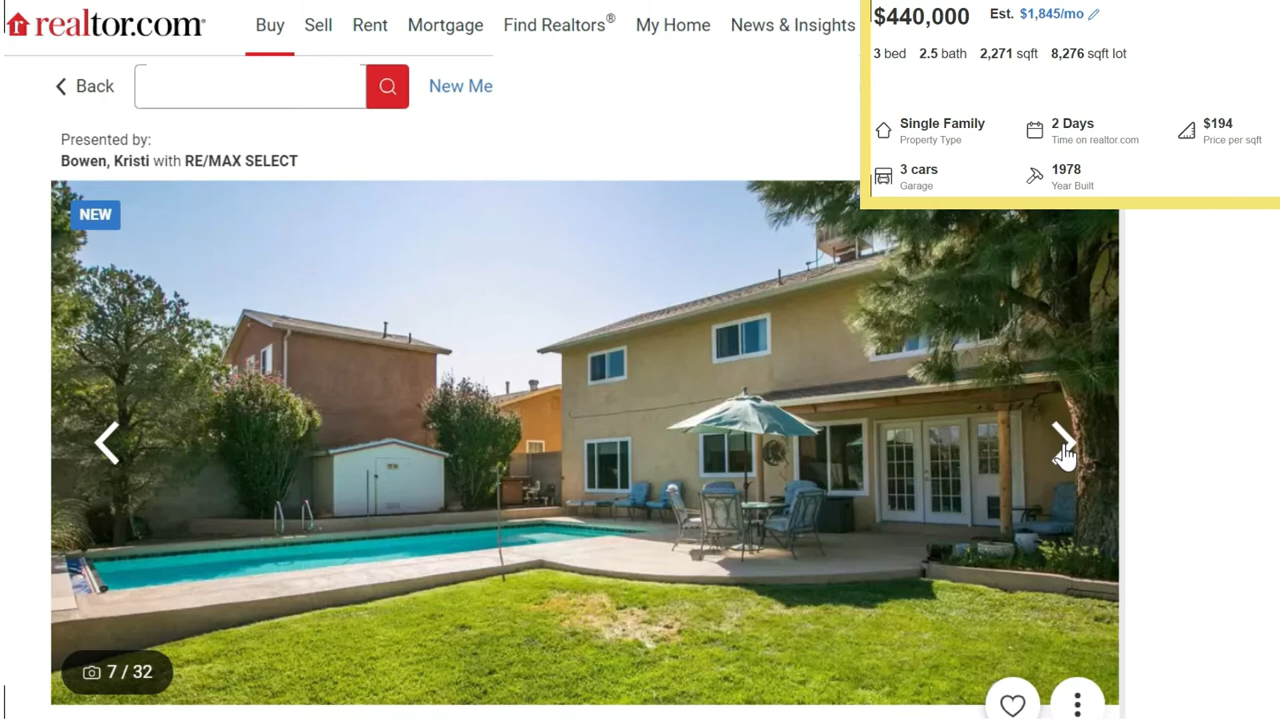 realtor.com®
Buy Sell Rent Mortgage Find Realtors® My Home News & Insights
$440,000 Est. $1,845/mo
3 bed 2.5 bath 2,271 sqft 8,276 sqft lot
Single Family
Property Type
2 Days
Time on realtor.com
$194
Price per sqft
3 cars
Garage
1978
Year Built
Back
New Me
Presented by:
Bowen, Kristi with RE/MAX SELECT
NEW
7 / 32